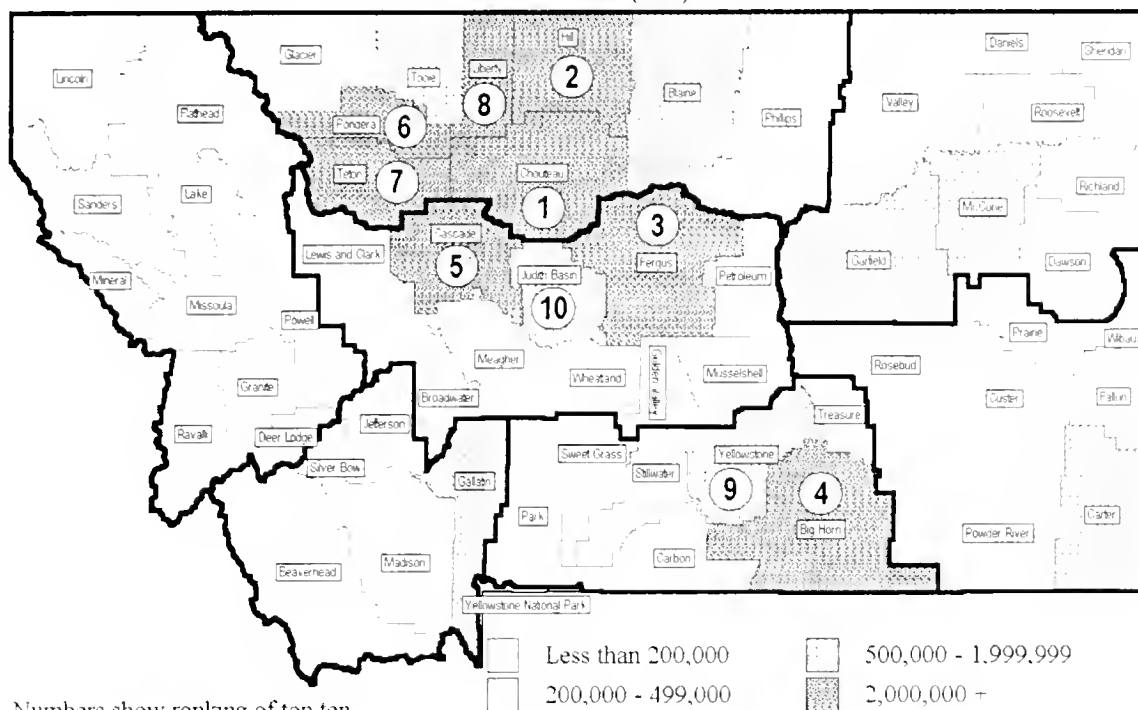 Glacier
Hill
Daniels
Sheridan
Lincoln
Toole
Liberty
2
Blaine
Valley
Flathead
8
Phillips
Roosevelt
Pondera
6
Teton
7
Chouteau
Lake
Richland
Sanders
1
3
McCone
Cascade
Lewis and Clark
5
Judith Basin
Fergus
Petroleum
Garfield
Dawson
Mineral
Missoula
10
Powell
Prairie
Wibaux
Meagher
Rosebud
Wheatland
Golden Valley
Musselshell
Granite
Broadwater
Custer
Fallon
Treasure
Ravalli
Deer Lodge
Jefferson
Silver Bow
Sweet Grass
Yellowstone
Stillwater
Gallatin
9
4
Park
Big Horn
Carter
Powder River
Carbon
Madison
Beaverhead
Yellowstone National Park
Less than 200,000
500,000 - 1,999,999
200,000 - 499,000
2,000,000 +
Numbers show ranking of top ten